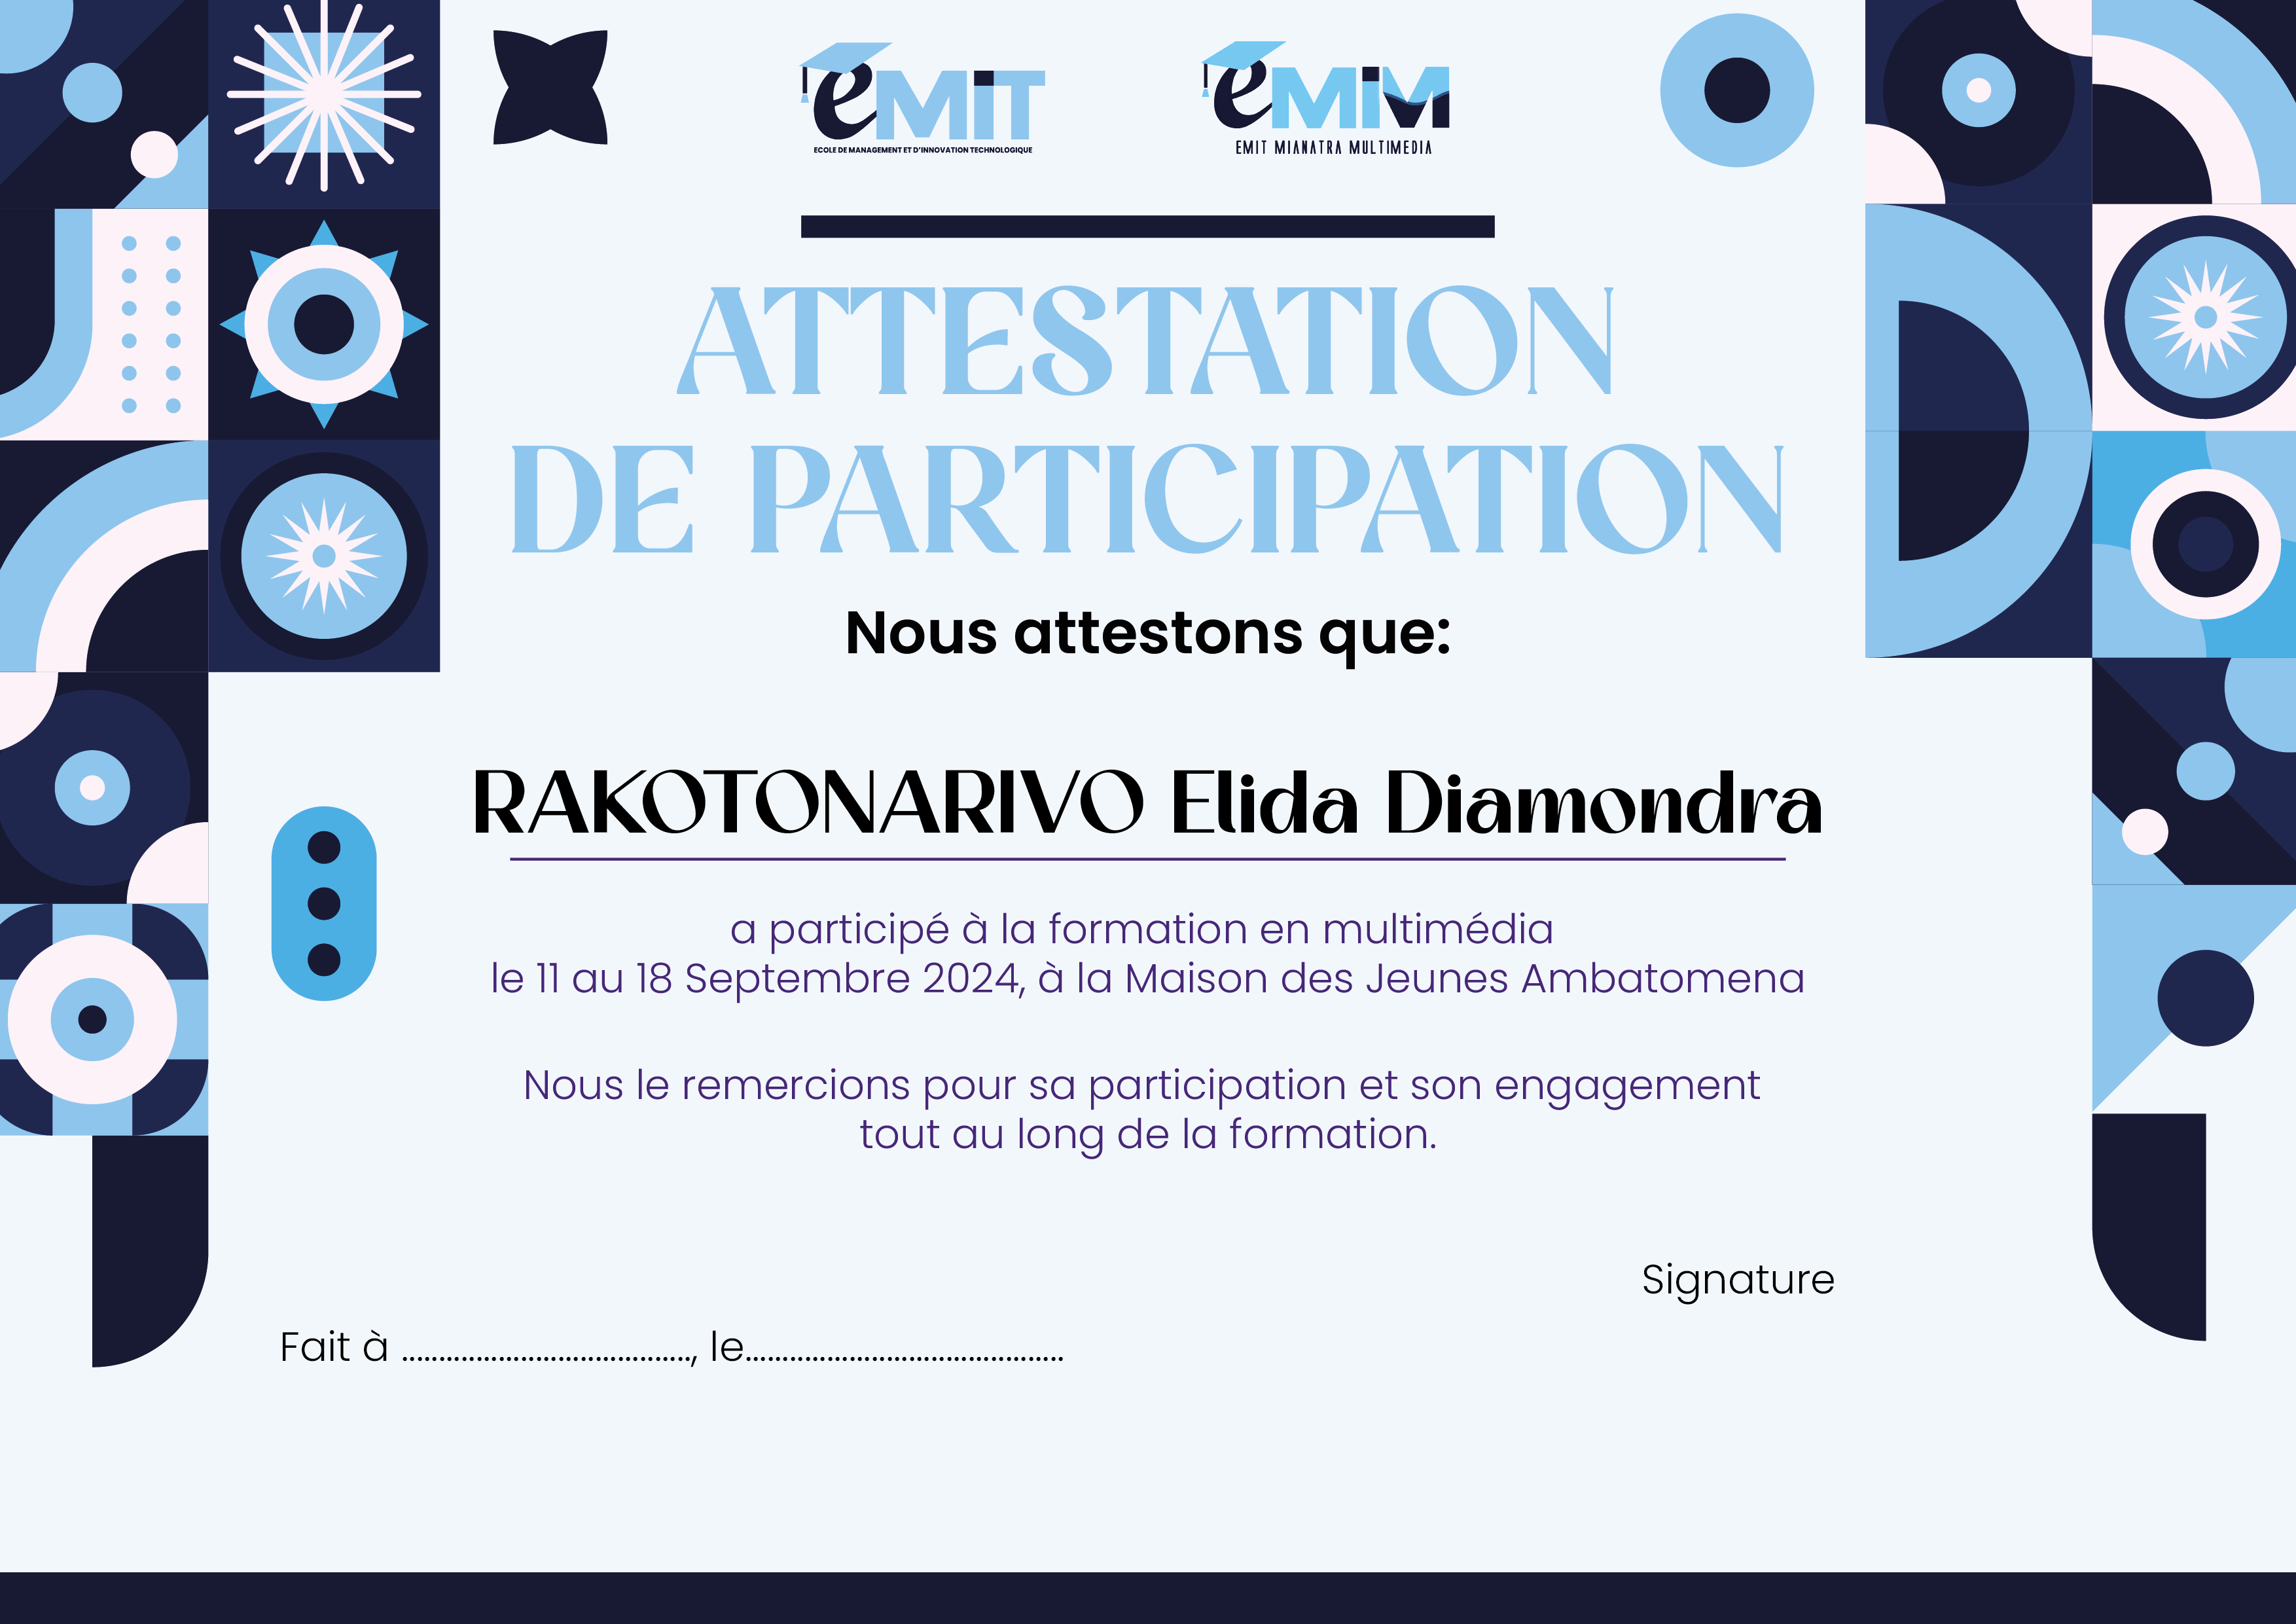 eMIT
ECOLE DE MANAGEMENT ET D'INNOVATION TECHNOLOGIQUE
eMIM
EMIT MIANATRA MULTIMEDIA
ATTESTATION
DE PARTICIPATION
Nous attestons que:
RAKOTONARIVO Elida Diamondra
a participé à la formation en multimédia
le 11 au 18 Septembre 2024, à la Maison des Jeunes Ambatomena
Nous le remercions pour sa participation et son engagement
tout au long de la formation.
Signature
Fait à ......................................, le..........................................